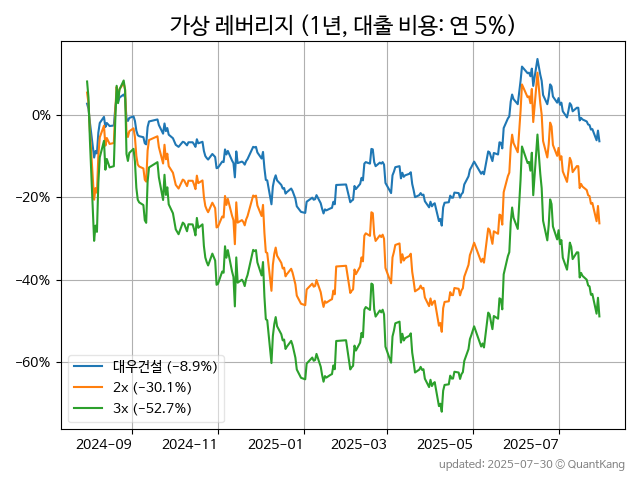 가상 레버리지 (1년, 대출 비용: 연 5%)
0%
−20%
−40%
−60%
대우건설 (−8.9%)
2x (−30.1%)
3x (−52.7%)
2024-09 2024-11 2025-01 2025-03 2025-05 2025-07
updated: 2025-07-30 © QuantKang